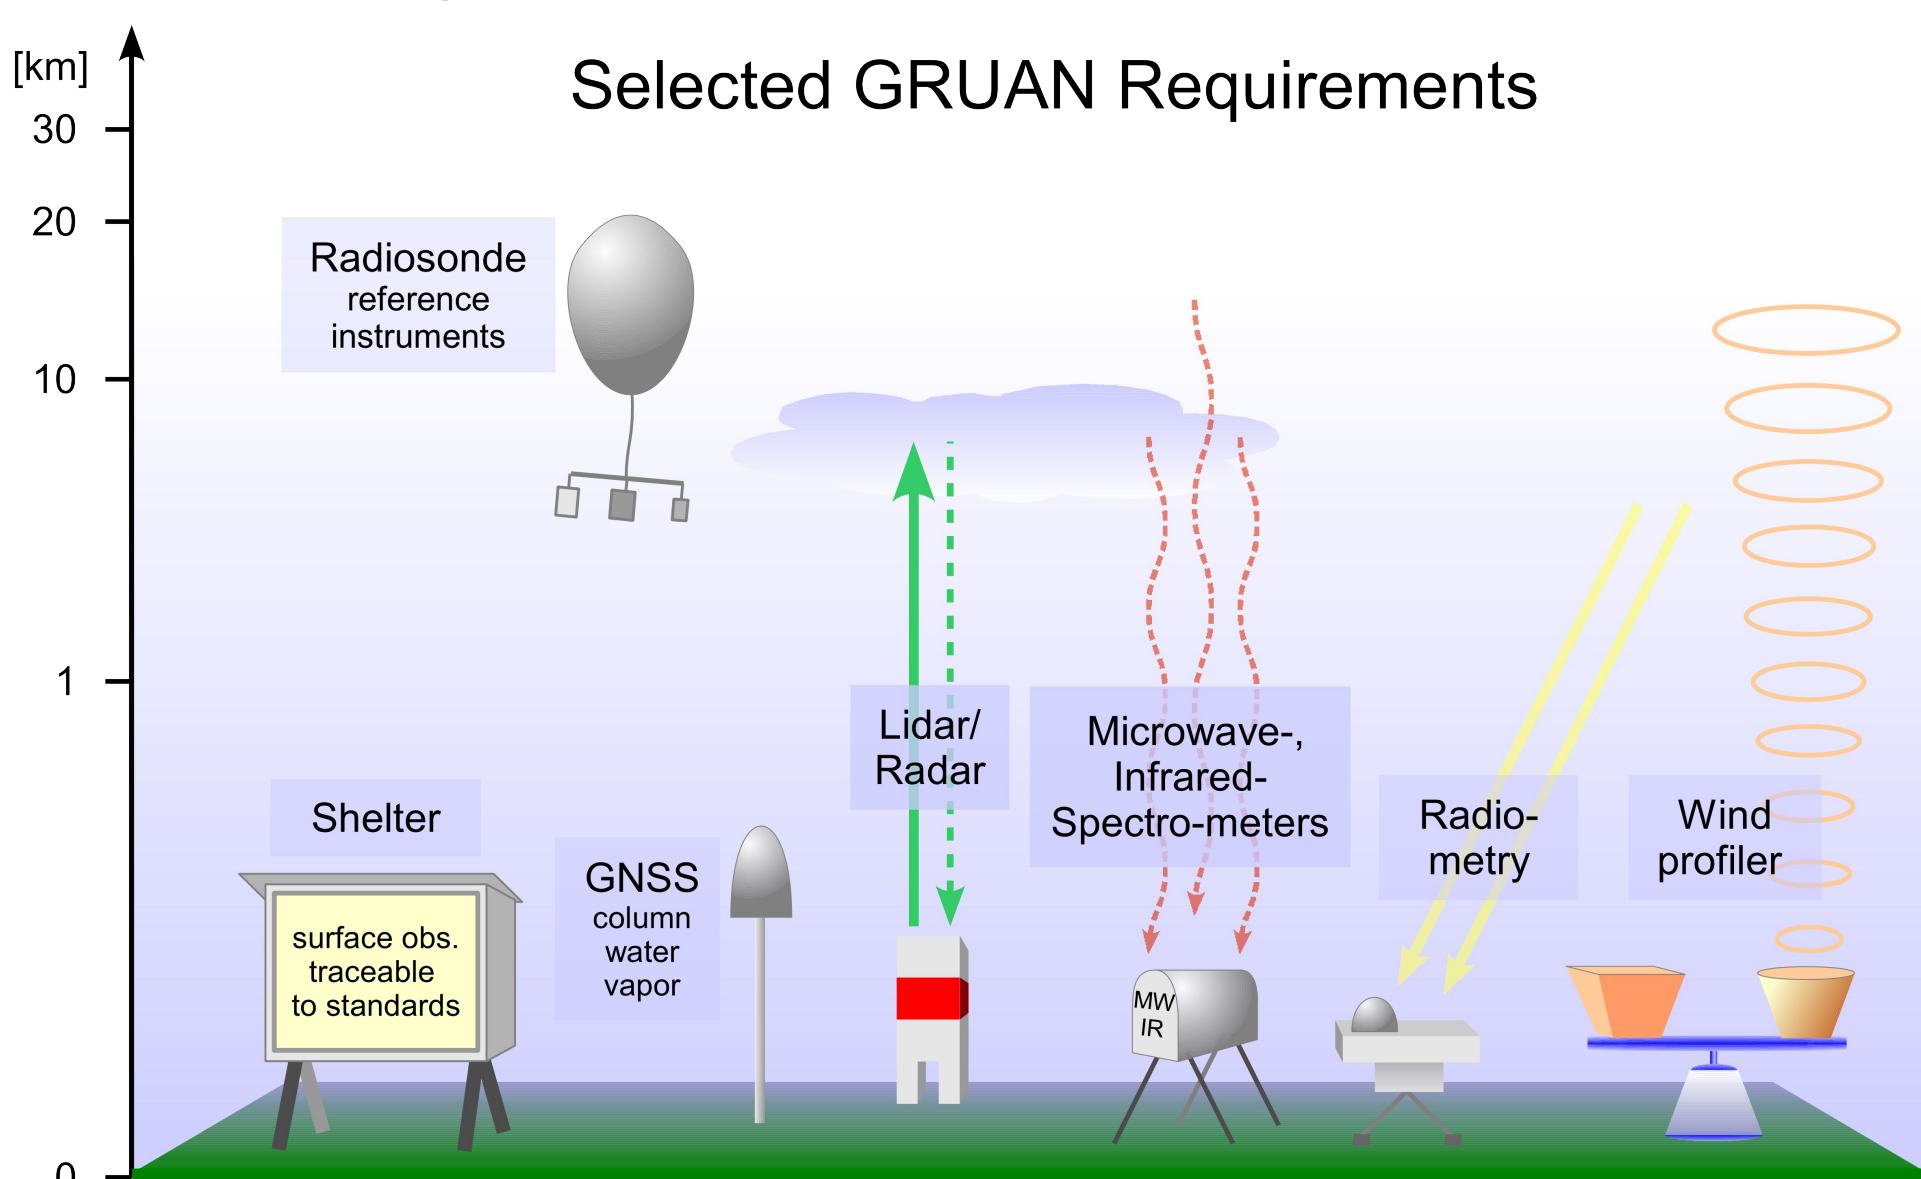 Selected GRUAN Requirements
[km]
30
20
10
1
0
Radiosonde
reference
instruments
Lidar/
Radar
Microwave-,
Infrared-
Spectro-meters
Shelter
surface obs.
traceable
to standards
GNSS
column
water
vapor
MW
IR
Radio-
metry
Wind
profiler